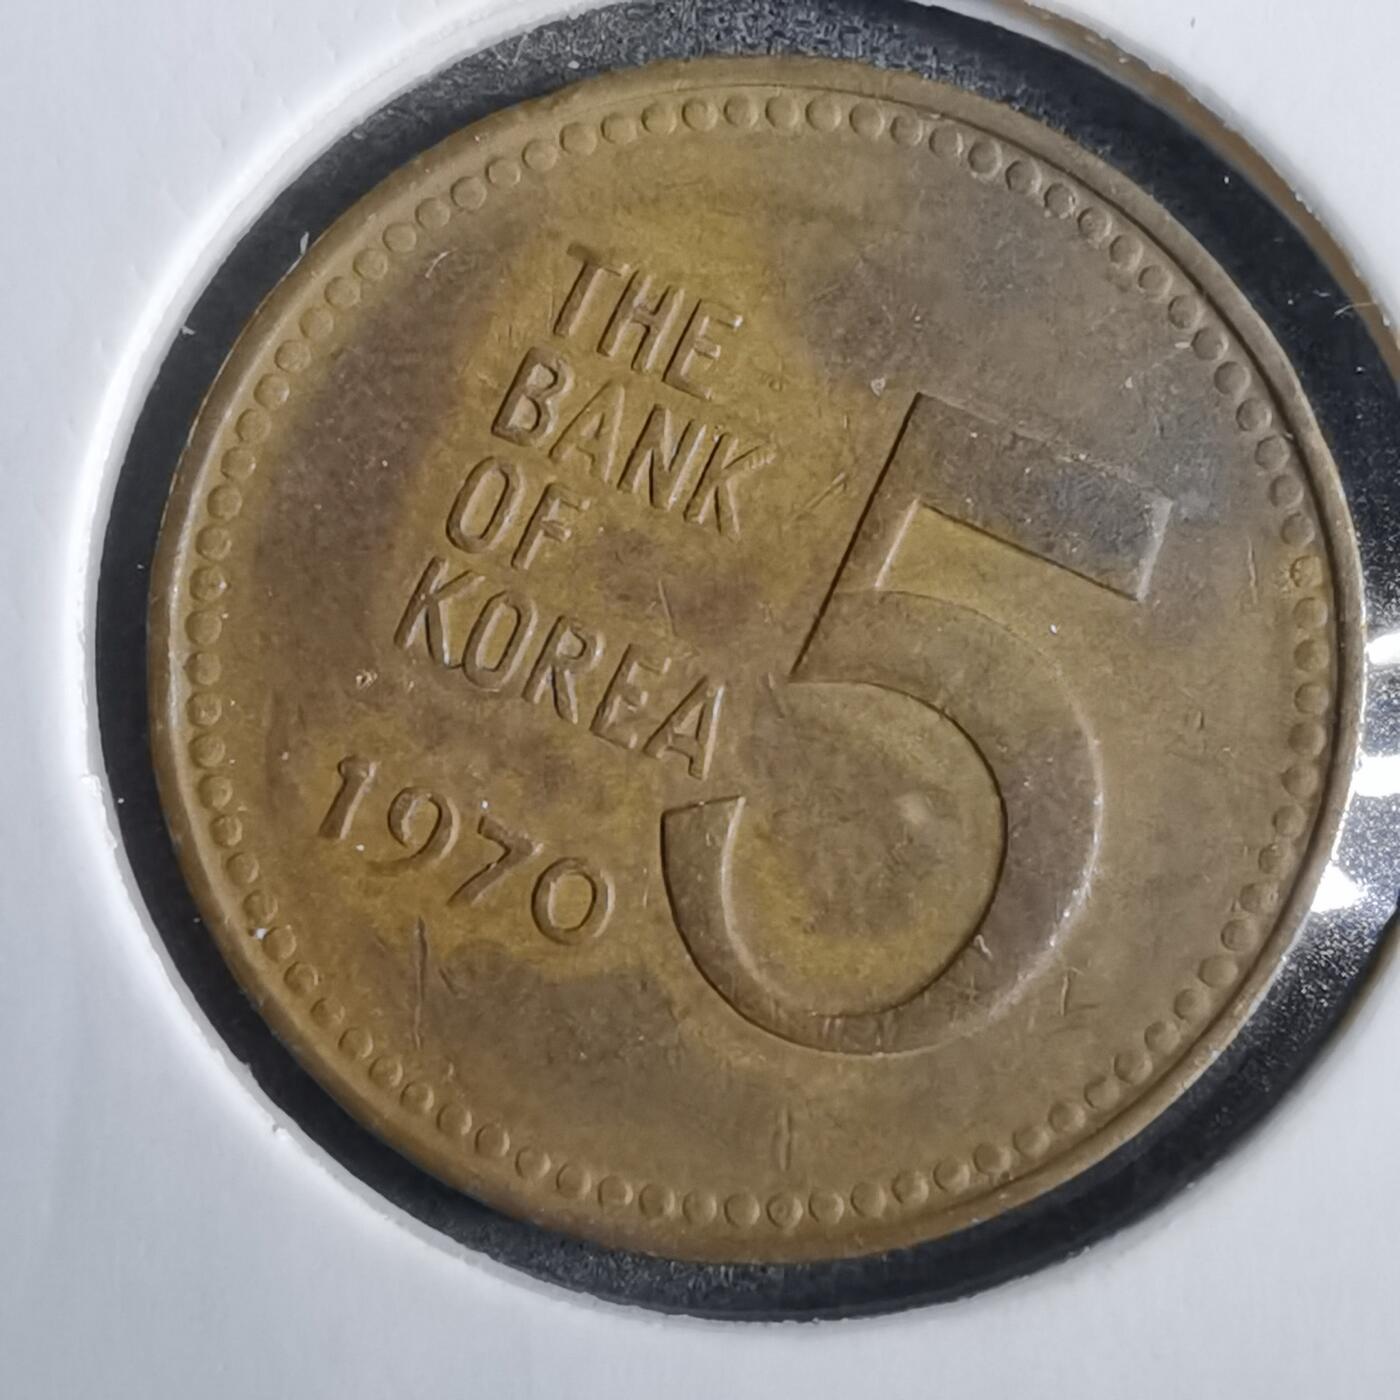 THE
BANK
OF
KOREA
1970
5